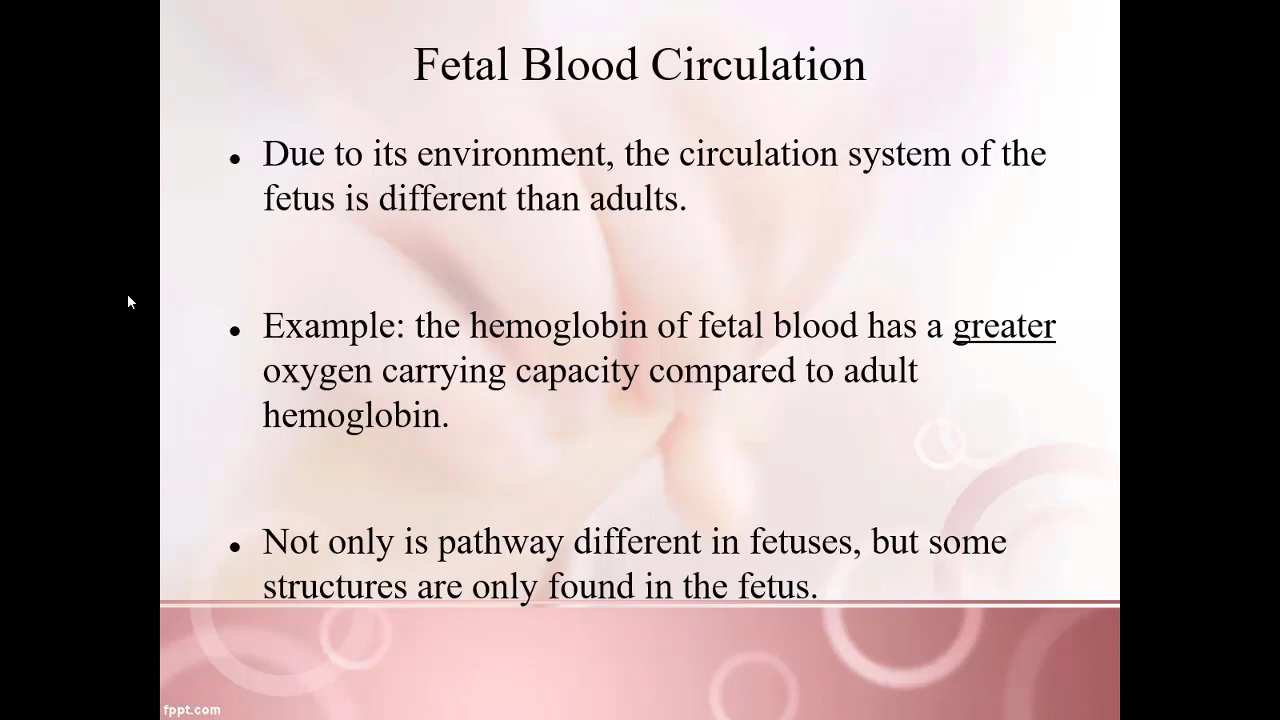 Fetal Blood Circulation
● Due to its environment, the circulation system of the
fetus is different than adults.
● Example: the hemoglobin of fetal blood has a greater
oxygen carrying capacity compared to adult
hemoglobin.
● Not only is pathway different in fetuses, but some
structures are only found in the fetus.
fppt.com